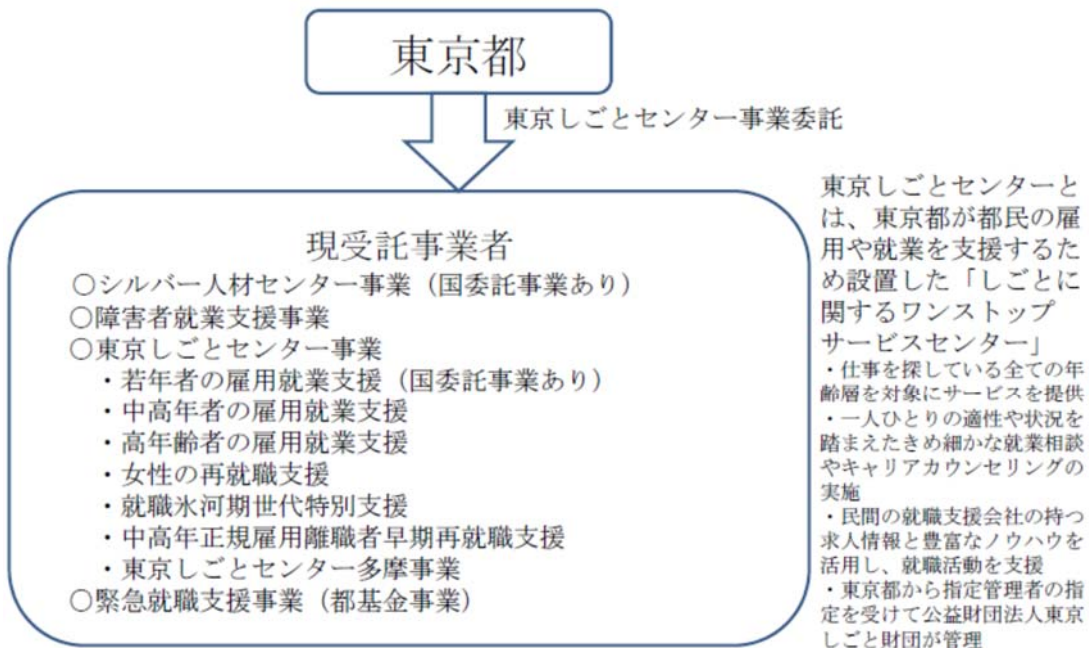 東京都
東京しごとセンター事業委託
現受託事業者
○シルバー人材センター事業（国委託事業あり）
○障害者就業支援事業
○東京しごとセンター事業
・若年者の雇用就業支援（国委託事業あり）
・中高年者の雇用就業支援
・高年齢者の雇用就業支援
・女性の再就職支援
・就職氷河期世代特別支援
・中高年正規雇用離職者早期再就職支援
・東京しごとセンター多摩事業
○緊急就職支援事業（都基金事業）
東京しごとセンターと
は、東京都が都民の雇
用や就業を支援するた
め設置した「しごとに
関するワンストップ
サービスセンター」
・仕事を探している全ての年
齢層を対象にサービスを提供
・一人ひとりの適性や状況を
踏まえたきめ細かな就業相談
やキャリアカウンセリングの
実施
・民間の就職支援会社の持つ
求人情報と豊富なノウハウを
活用し、就職活動を支援
・東京都から指定管理者の指
定を受けて公益財団法人東京
しごと財団が管理